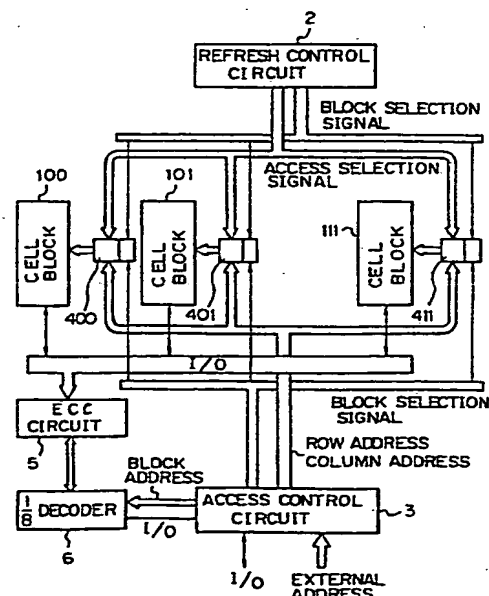 2
REFRESH CONTROL
CIRCUIT
BLOCK SELECTION
SIGNAL
ACCESS SELECTION
SIGNAL
100
101
111
CELL
BLOCK
CELL
BLOCK
CELL
BLOCK
400
401
411
I/O
BLOCK SELECTION
SIGNAL
ECC
CIRCUIT
5
ROW ADDRESS
COLUMN ADDRESS
BLOCK
ADDRESS
1/8 DECODER
6
I/O
ACCESS CONTROL
CIRCUIT
3
I/O
EXTERNAL
ADDRESS